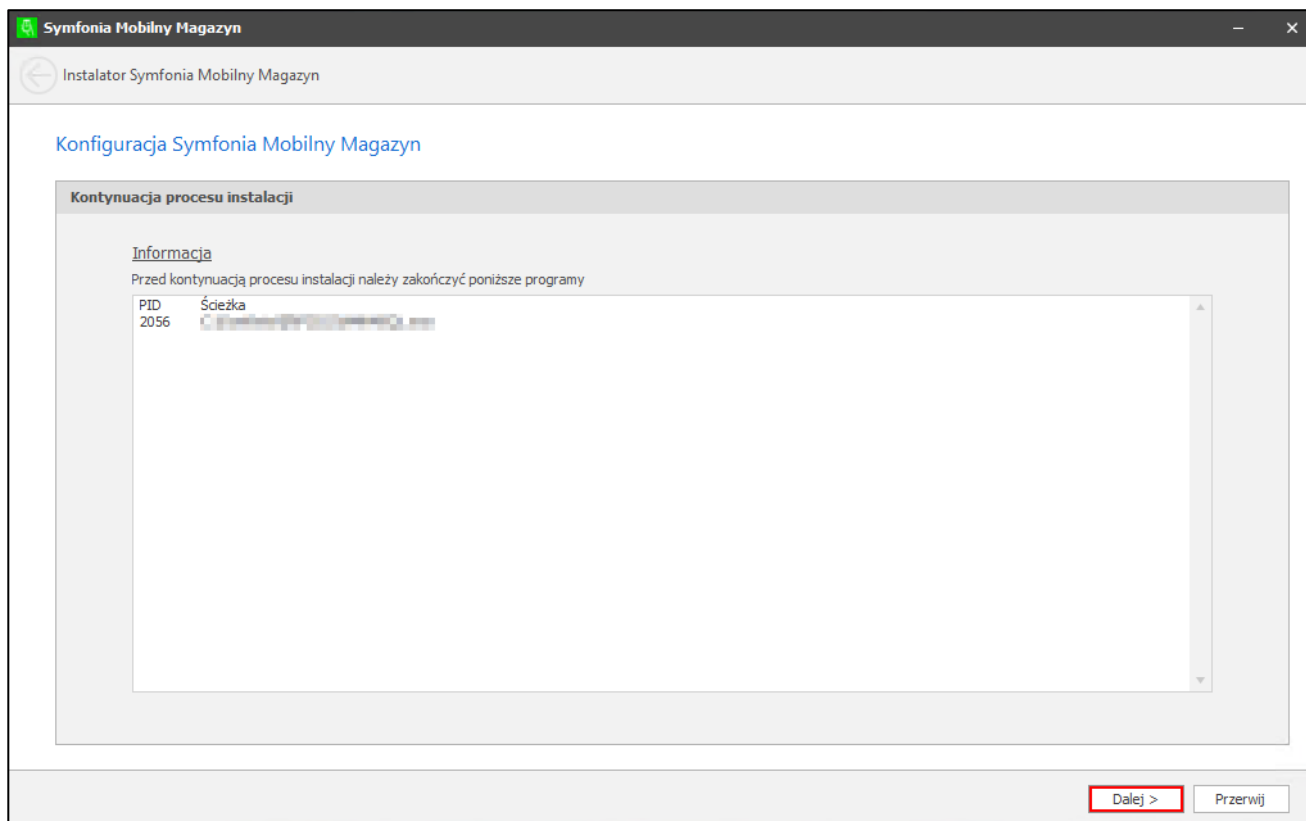 Symfonia Mobilny Magazyn
Instalator Symfonia Mobilny Magazyn
Konfiguracja Symfonia Mobilny Magazyn
Kontynuacja procesu instalacji
Informacja
Przed kontynuacją procesu instalacji należy zakończyć poniższe programy
PID Ścieżka
2056
Dalej >
Przerwij